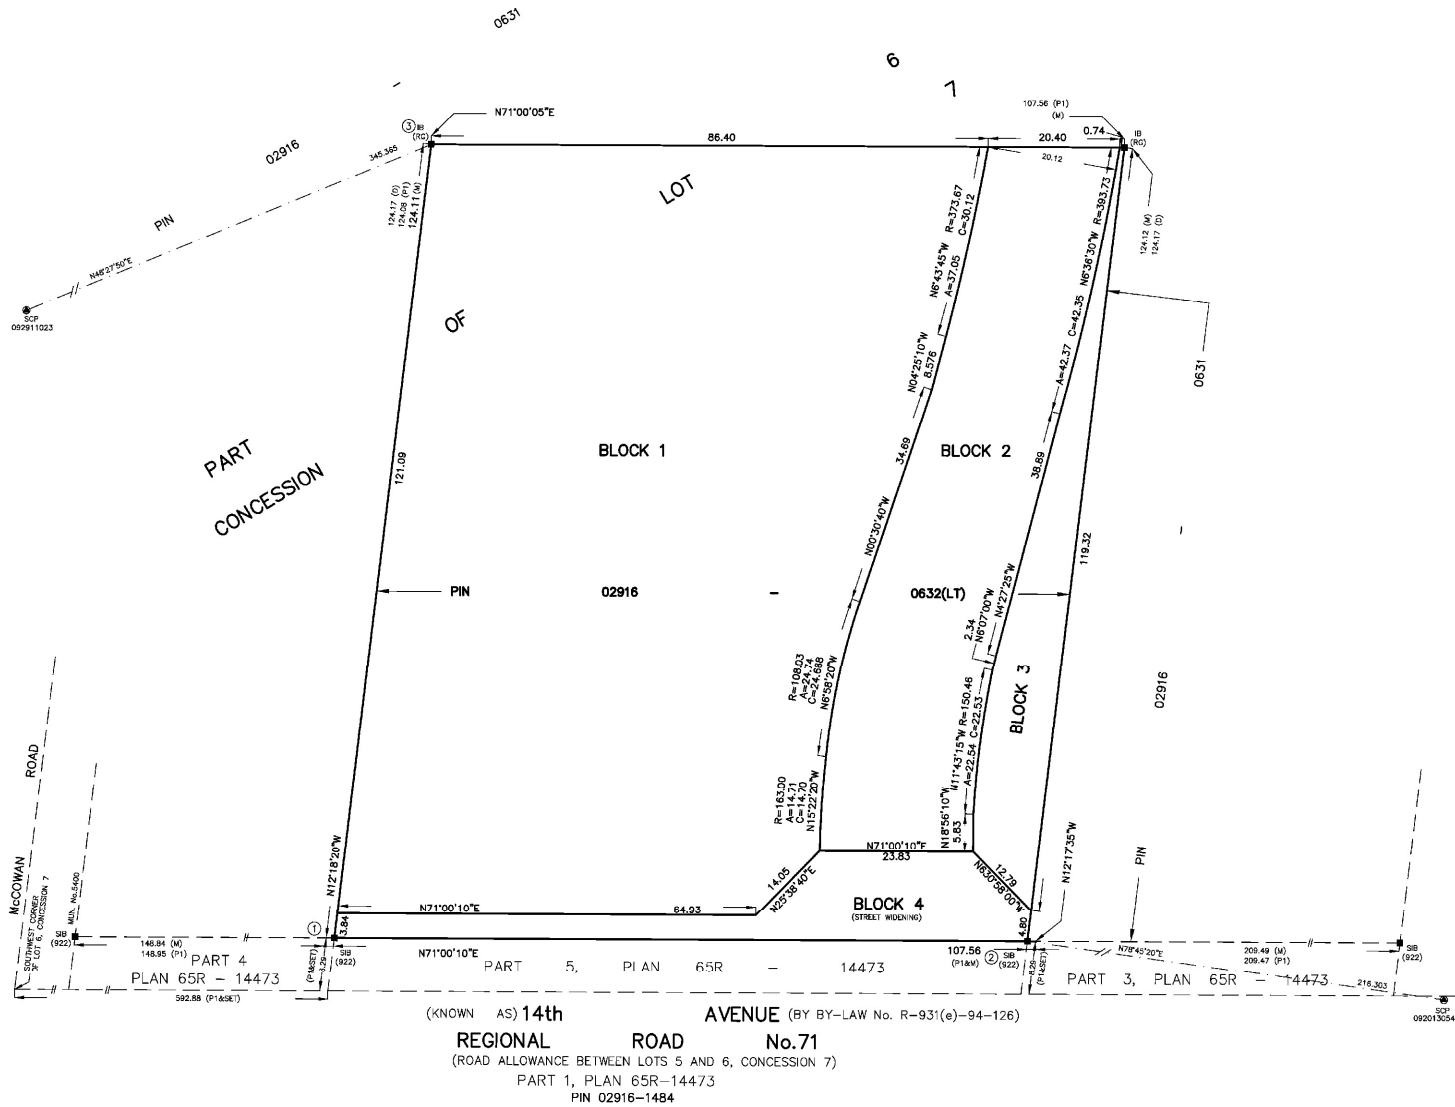 0631
6
7
107.56 (P1)
(M)
N71°00'05"E
3 IB
(RG)
86.40
20.40
0.74
IB
(RG)
20.12
02916
345.365
124.17 (D)
124.08 (P1)
124.11 (M)
LOT
R=373.67
C=30.12
N6°43'45"W
A=37.05
R=393.73
N6°36'30"W
C=42.35
A=42.37
124.12 (M)
124.17 (D)
PIN
N48°27'50"E
SCP
092911023
OF
N04°25'10"W
8.576
0631
PART
CONCESSION
BLOCK 1
BLOCK 2
121.09
34.69
38.89
N00°30'40"W
119.32
PIN
02916
-
0632(LT)
N4°27'25"W
N6°07'00"W
2.34
R=108.03
A=24.74
C=24.688
N6°58'20"W
BLOCK 3
02916
R=150.46
C=22.53
N11°43'15"W
A=22.54
R=163.00
A=14.71
C=14.70
N15°22'20"W
N18°56'10"W
5.83
McCOWAN ROAD
SOUTHWEST CORNER
OF LOT 6, CONCESSION 7
MUN. No.5400
N12°18'20"W
N71°00'10"E
23.83
14.05
N25°38'40"E
12.79
N630°58'00"W
N12°17'35"W
PIN
BLOCK 4
(STREET WIDENING)
N71°00'10"E
64.93
3.84
4.80
1
SIB
(922)
148.84 (M)
148.95 (P1)
SIB
(922)
N71°00'10"E
107.56
(P1&M)
2
SIB
(922)
N78°45'20"E
209.49 (M)
209.47 (P1)
SIB
(922)
PART 4
PLAN 65R - 14473
(P1&SET)
PART 5, PLAN 65R - 14473
(P1&SET)
PART 3, PLAN 65R - 14473
216.303
592.88 (P1&SET)
SCP
092013054
(KNOWN AS) 14th AVENUE (BY BY-LAW No. R-931(e)-94-126)
REGIONAL ROAD No.71
(ROAD ALLOWANCE BETWEEN LOTS 5 AND 6, CONCESSION 7)
PART 1, PLAN 65R-14473
PIN 02916-1484